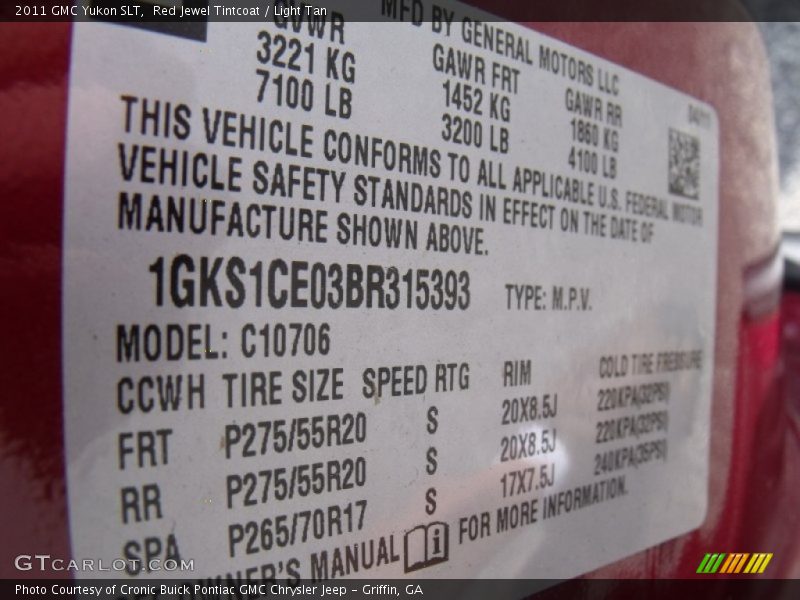 2011 GMC Yukon SLT,  Red Jewel Tintcoat / Light Tan
MFD BY GENERAL MOTORS LLC
GVWR GAWR FRT GAWR RR 04/11
3221 KG 1452 KG 1860 KG
7100 LB 3200 LB 4100 LB
THIS VEHICLE CONFORMS TO ALL APPLICABLE U.S. FEDERAL MOTOR
VEHICLE SAFETY STANDARDS IN EFFECT ON THE DATE OF
MANUFACTURE SHOWN ABOVE.
1GKS1CE03BR315393 TYPE: M.P.V.
MODEL: C10706
CCWH TIRE SIZE SPEED RTG RIM COLD TIRE PRESSURE
FRT P275/55R20 S 20X8.5J 220KPA(32PSI)
RR P275/55R20 S 20X8.5J 220KPA(32PSI)
SPA P265/70R17 S 17X7.5J 240KPA(35PSI)
OWNER'S MANUAL i FOR MORE INFORMATION.
GTCARLOT.COM
Photo Courtesy of Cronic Buick Pontiac GMC Chrysler Jeep – Griffin, GA